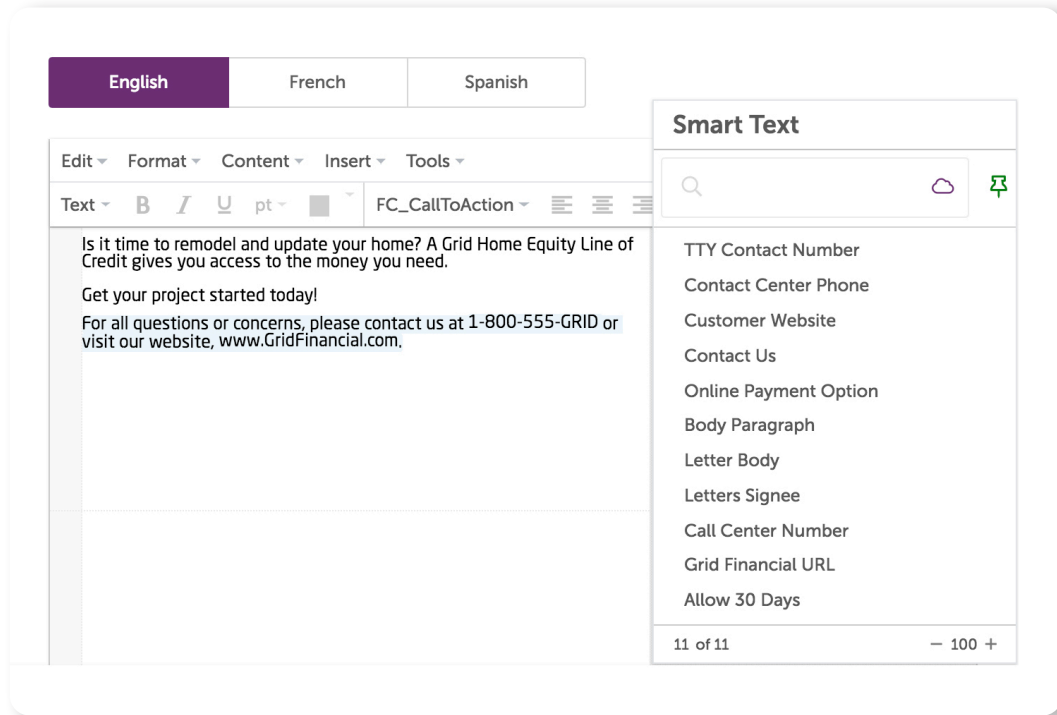 English French Spanish
Smart Text
Edit Format Content Insert Tools
Text B I U pt FC_CallToAction
Is it time to remodel and update your home? A Grid Home Equity Line of
Credit gives you access to the money you need.
Get your project started today!
For all questions or concerns, please contact us at 1-800-555-GRID or
visit our website, www.GridFinancial.com.
TTY Contact Number
Contact Center Phone
Customer Website
Contact Us
Online Payment Option
Body Paragraph
Letter Body
Letters Signee
Call Center Number
Grid Financial URL
Allow 30 Days
11 of 11 − 100 +